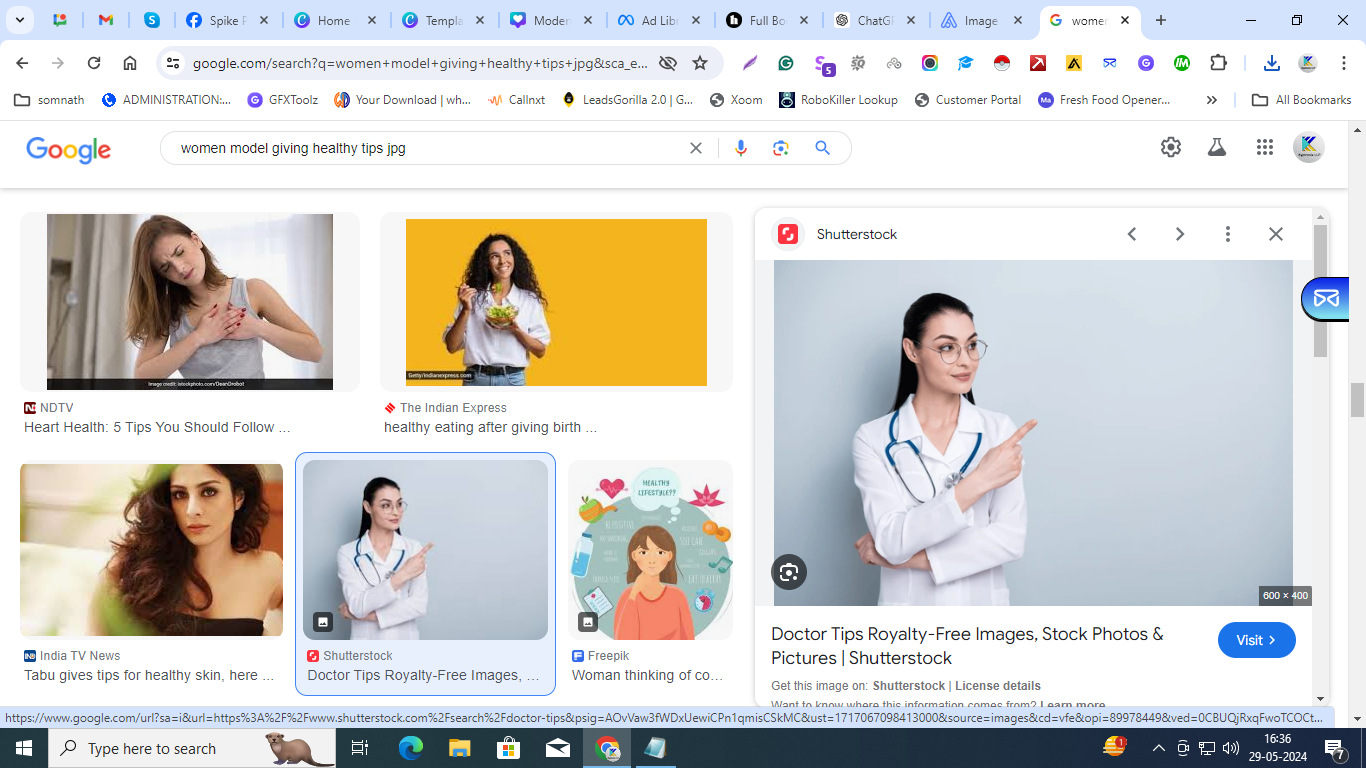 Spike F
Home
Templa
Moden
Ad Libr
Full Bo
ChatG
Image
women
google.com/search?q=women+model+giving+healthy+tips+jpg&sca_e...
5
somnath
ADMINISTRATION:...
GFXToolz
Your Download | wh...
Callnxt
LeadsGorilla 2.0 | G...
Xoom
RoboKiller Lookup
Customer Portal
Ma
Fresh Food Opener...
All Bookmarks
Google
women model giving healthy tips jpg
Image credit: istockphoto.com/DeanDrobot
NDTV
Heart Health: 5 Tips You Should Follow ...
Getty/indianexpress.com
The Indian Express
healthy eating after giving birth ...
Shutterstock
600 × 400
Doctor Tips Royalty-Free Images, Stock Photos &
Pictures | Shutterstock
Visit
Get this image on: Shutterstock | License details
Want to know where this information comes from? Learn more
India TV News
Tabu gives tips for healthy skin, here ...
Shutterstock
Doctor Tips Royalty-Free Images, ...
HEALTHY
LIFESTYLE??
Freepik
Woman thinking of co...
https://www.google.com/url?sa=i&url=https%3A%2F%2Fwww.shutterstock.com%2Fsearch%2Fdoctor-tips&psig=AOvVaw3fWDxUewiCPn1qmisCSkMC&ust=1717067098413000&source=images&cd=vfe&opi=89978449&ved=0CBUQjRxqFwoTCOCt...
Type here to search
1
16:36
29-05-2024
7